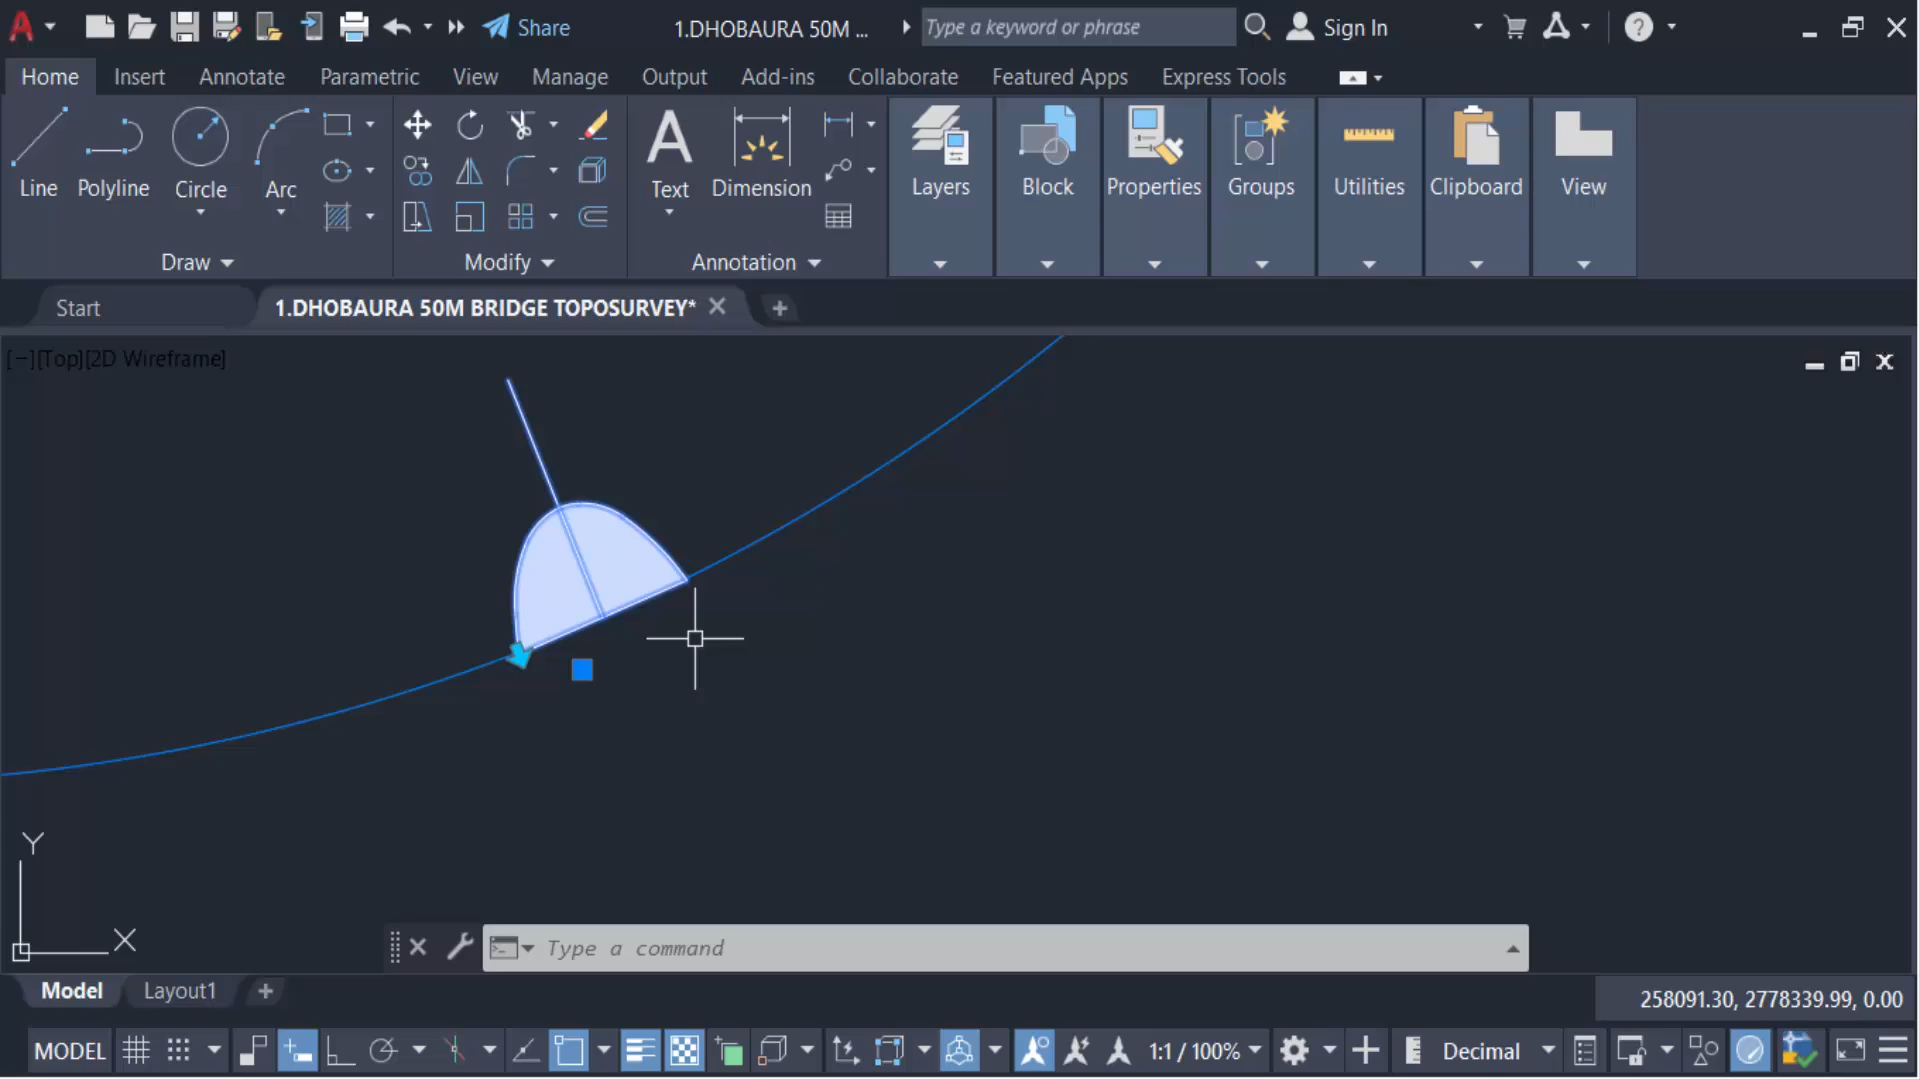 Share
1.DHOBAURA 50M ...
Type a keyword or phrase
Sign In
Home Insert Annotate Parametric View Manage Output Add-ins Collaborate Featured Apps Express Tools
Line Polyline Circle Arc Text Dimension Layers Block Properties Groups Utilities Clipboard View
Draw Modify Annotation
Start 1.DHOBAURA 50M BRIDGE TOPOSURVEY*
[−][Top][2D Wireframe]
Y
X
Type a command
Model Layout1
258091.30, 2778339.99, 0.00
MODEL 1:1 / 100% Decimal